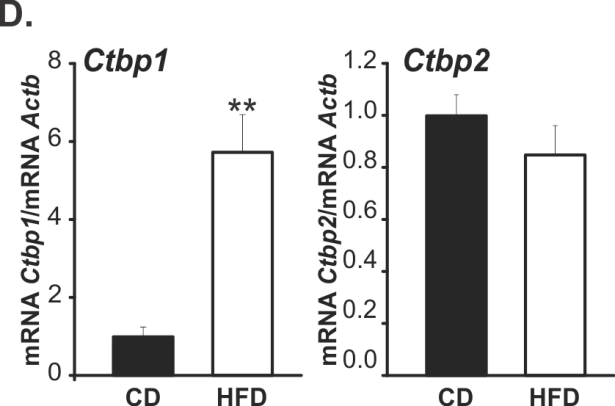 D.
Ctbp1
mRNA Ctbp1/mRNA Actb
8
6
4
2
0
**
CD
HFD
Ctbp2
mRNA Ctbp2/mRNA Actb
1.2
1.0
0.8
0.6
0.4
0.2
0.0
CD
HFD